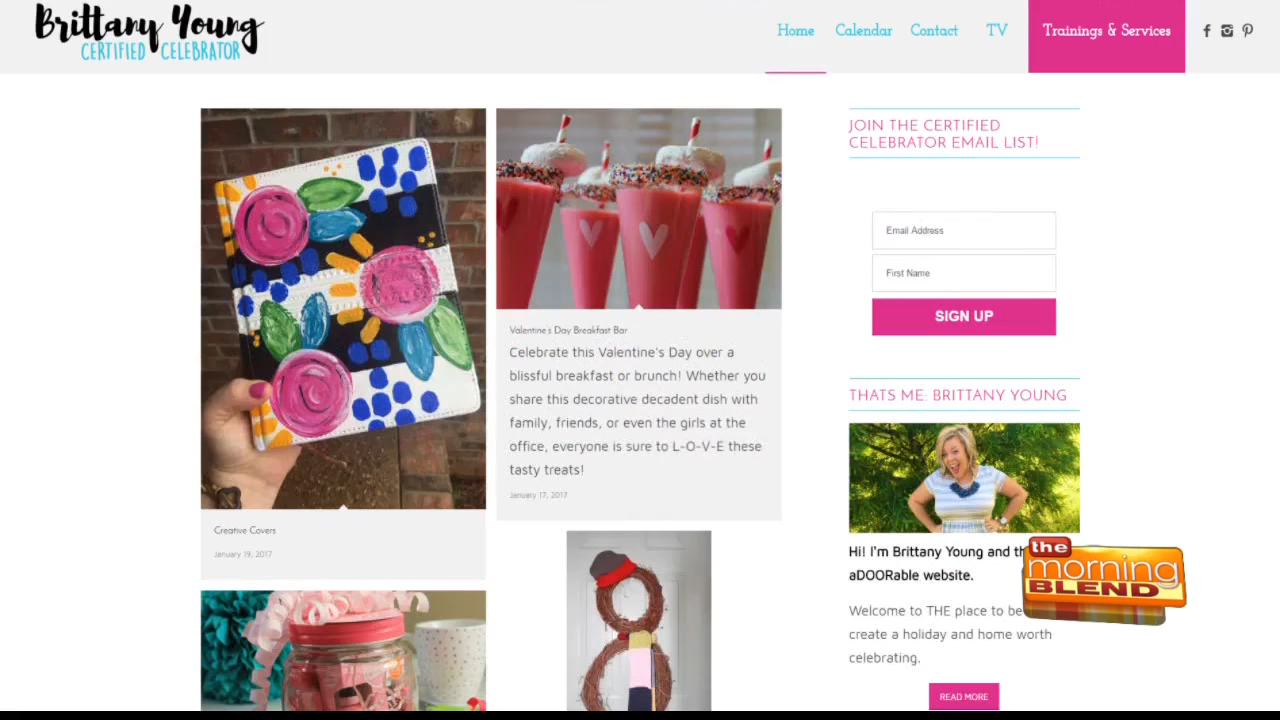 Brittany Young
CERTIFIED CELEBRATOR
Home Calendar Contact TV Trainings & Services
Creative Covers
January 19, 2017
Valentine's Day Breakfast Bar
Celebrate this Valentine's Day over a
blissful breakfast or brunch! Whether you
share this decorative decadent dish with
family, friends, or even the girls at the
office, everyone is sure to L-O-V-E these
tasty treats!
January 17, 2017
JOIN THE CERTIFIED
CELEBRATOR EMAIL LIST!
Email Address
First Name
SIGN UP
THATS ME: BRITTANY YOUNG
Hi! I'm Brittany Young and
aDOORable website.
Welcome to THE place to
create a holiday and home worth
celebrating.
READ MORE
the
morning
BLEND